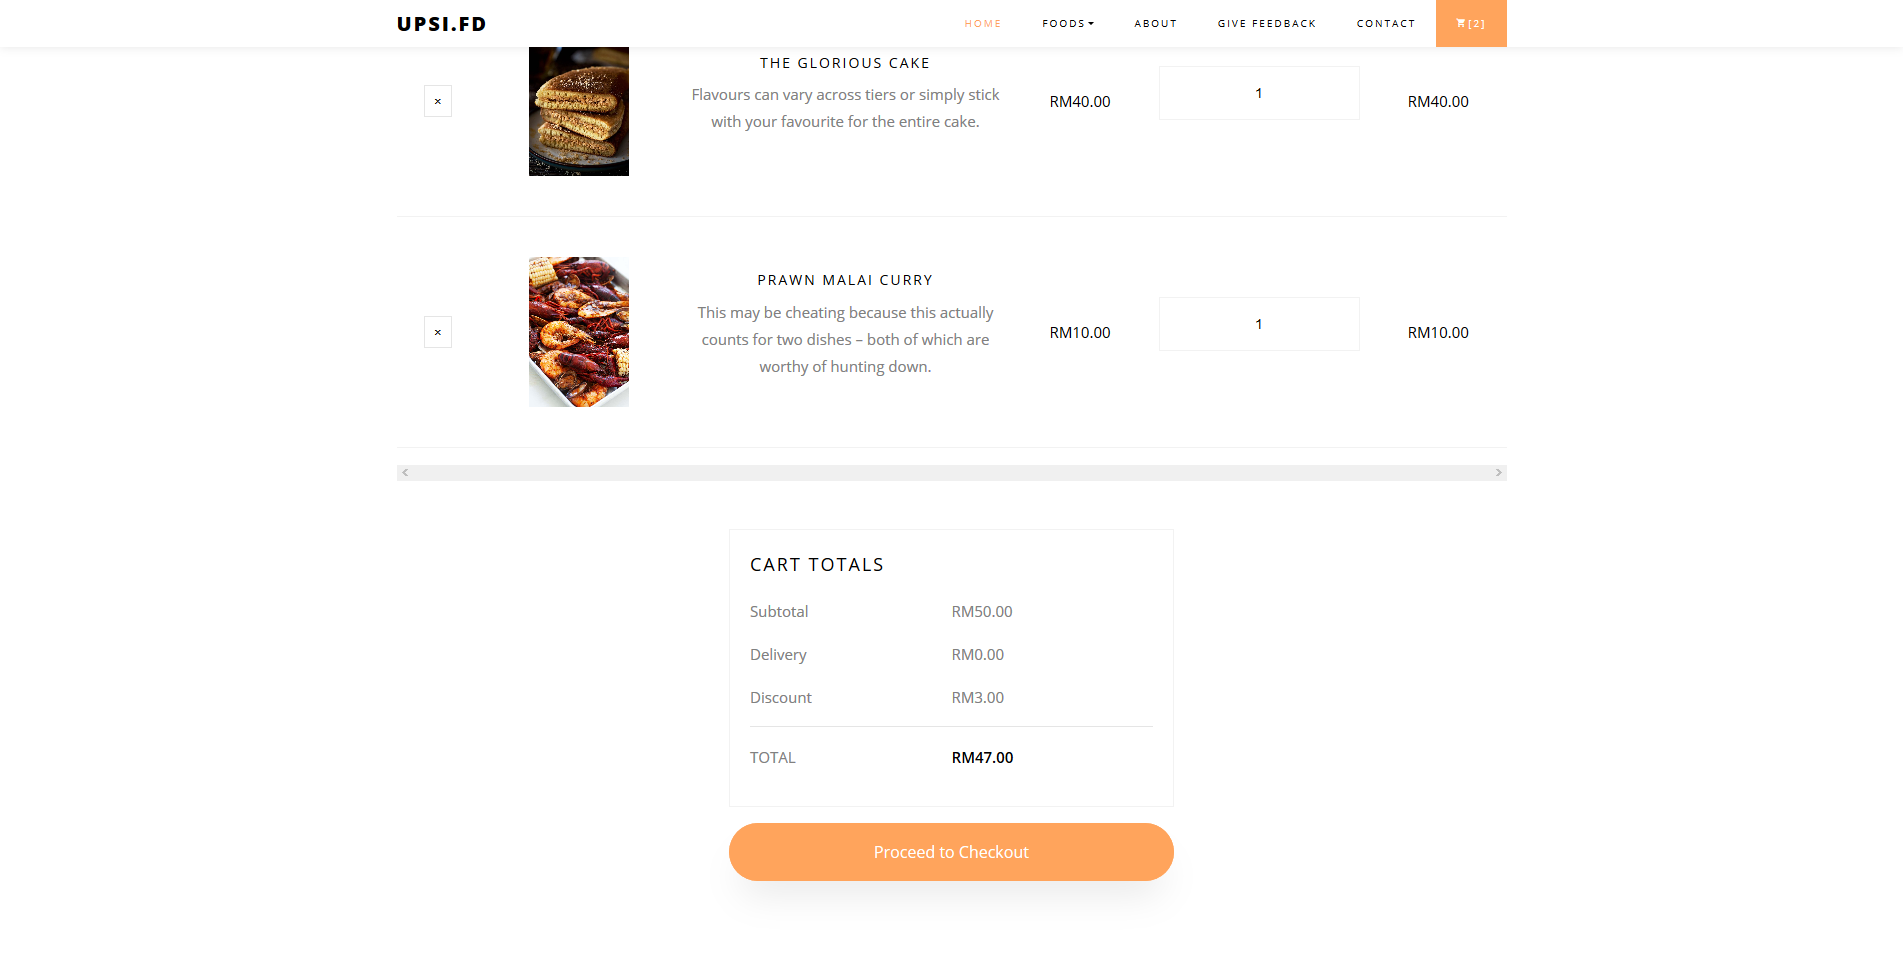 UPSI.FD
HOME FOODS ABOUT GIVE FEEDBACK CONTACT [2]
THE GLORIOUS CAKE
Flavours can vary across tiers or simply stick
with your favourite for the entire cake.
× RM40.00 1 RM40.00
PRAWN MALAI CURRY
This may be cheating because this actually
counts for two dishes – both of which are
worthy of hunting down.
× RM10.00 1 RM10.00
CART TOTALS
Subtotal RM50.00
Delivery RM0.00
Discount RM3.00
TOTAL RM47.00
Proceed to Checkout